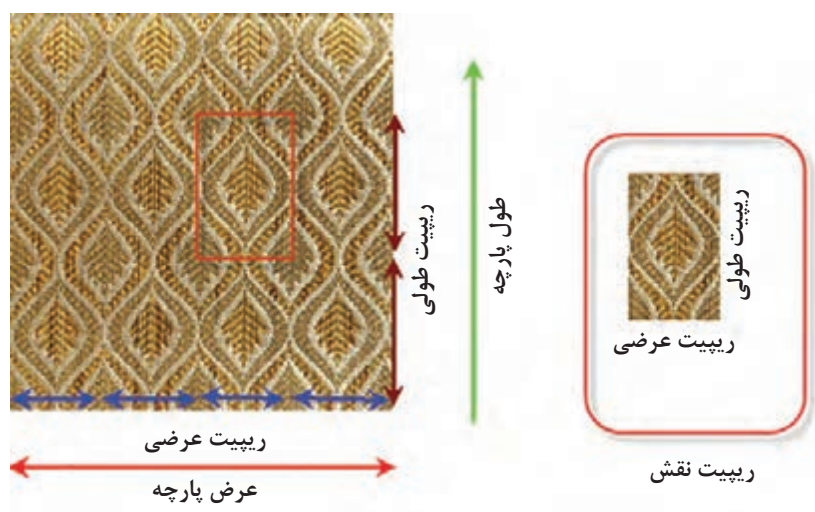 ریپیت طولی
طول پارچه
ریپیت طولی
ریپیت عرضی
ریپیت عرضی
عرض پارچه
ریپیت نقش